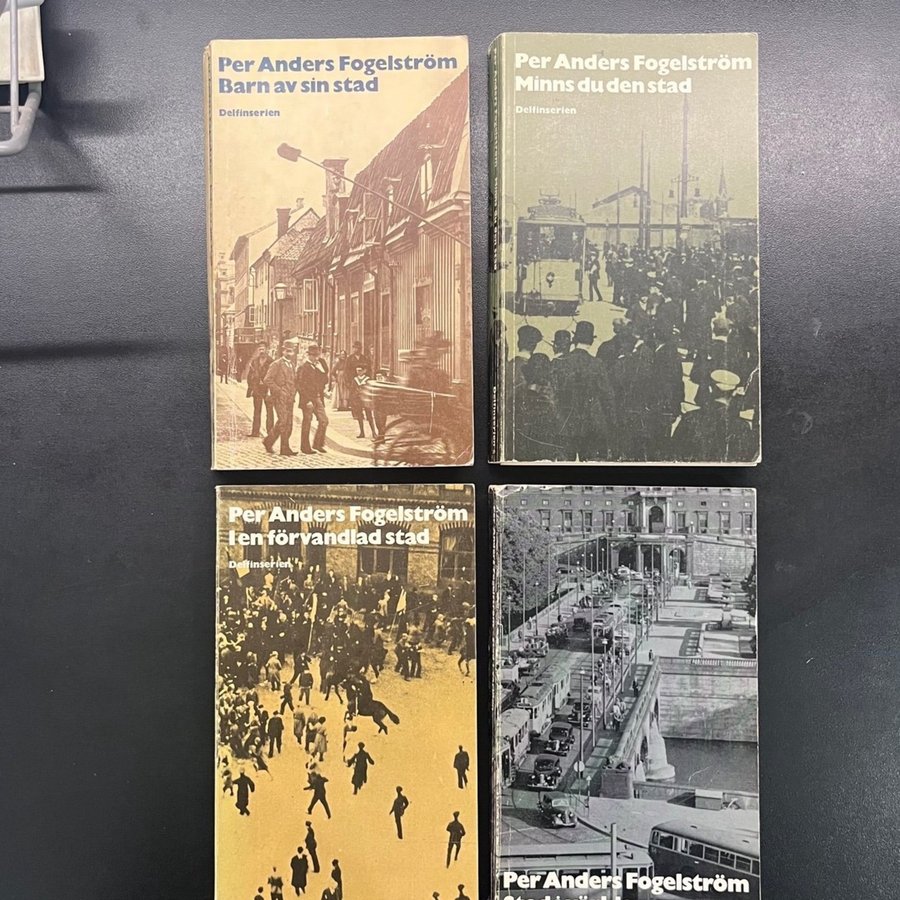 Per Anders Fogelström
Barn av sin stad
Delfinserien
Per Anders Fogelström
Minns du den stad
Delfinserien
Per Anders Fogelström
I en förvandlad stad
Delfinserien
Per Anders Fogelström